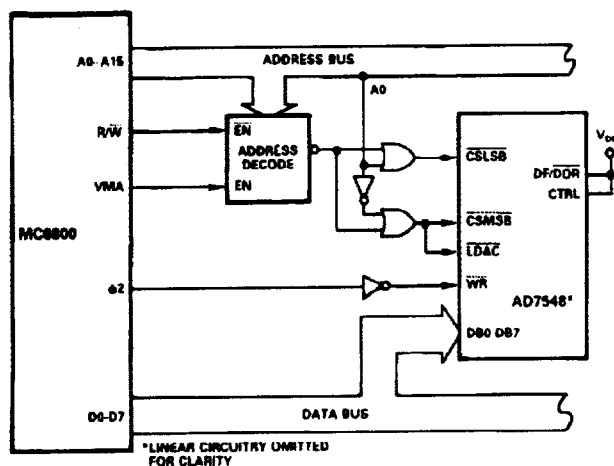 A0-A15
ADDRESS BUS
A0
R/W
EN
ADDRESS
DECODE
VMA
EN
CSLSB
DF/DOR
CTRL
MC6800
CSMSB
LDAC
φ2
WR
AD7548*
DB0-DB7
D0-D7
DATA BUS
*LINEAR CIRCUITRY OMITTED
FOR CLARITY